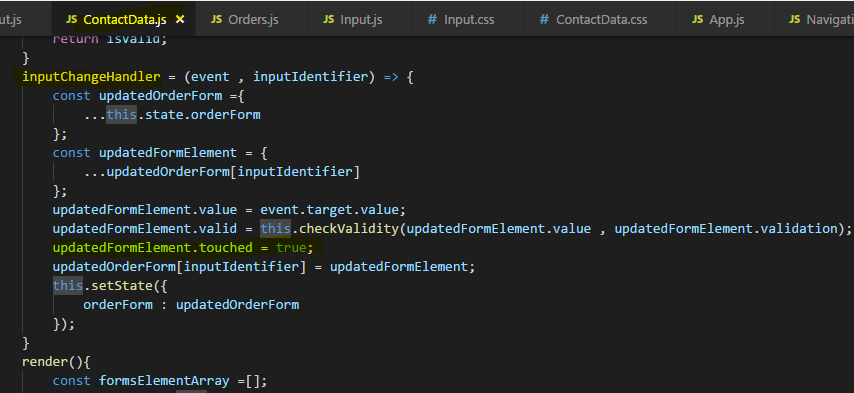 ut.js JS ContactData.js × JS Orders.js JS Input.js # Input.css # ContactData.css JS App.js JS Navigati
return isValid;
}
inputChangeHandler = (event , inputIdentifier) => {
const updatedOrderForm ={
...this.state.orderForm
};
const updatedFormElement = {
...updatedOrderForm[inputIdentifier]
};
updatedFormElement.value = event.target.value;
updatedFormElement.valid = this.checkValidity(updatedFormElement.value , updatedFormElement.validation);
updatedFormElement.touched = true;
updatedOrderForm[inputIdentifier] = updatedFormElement;
this.setState({
orderForm : updatedOrderForm
});
}
render(){
const formsElementArray =[];